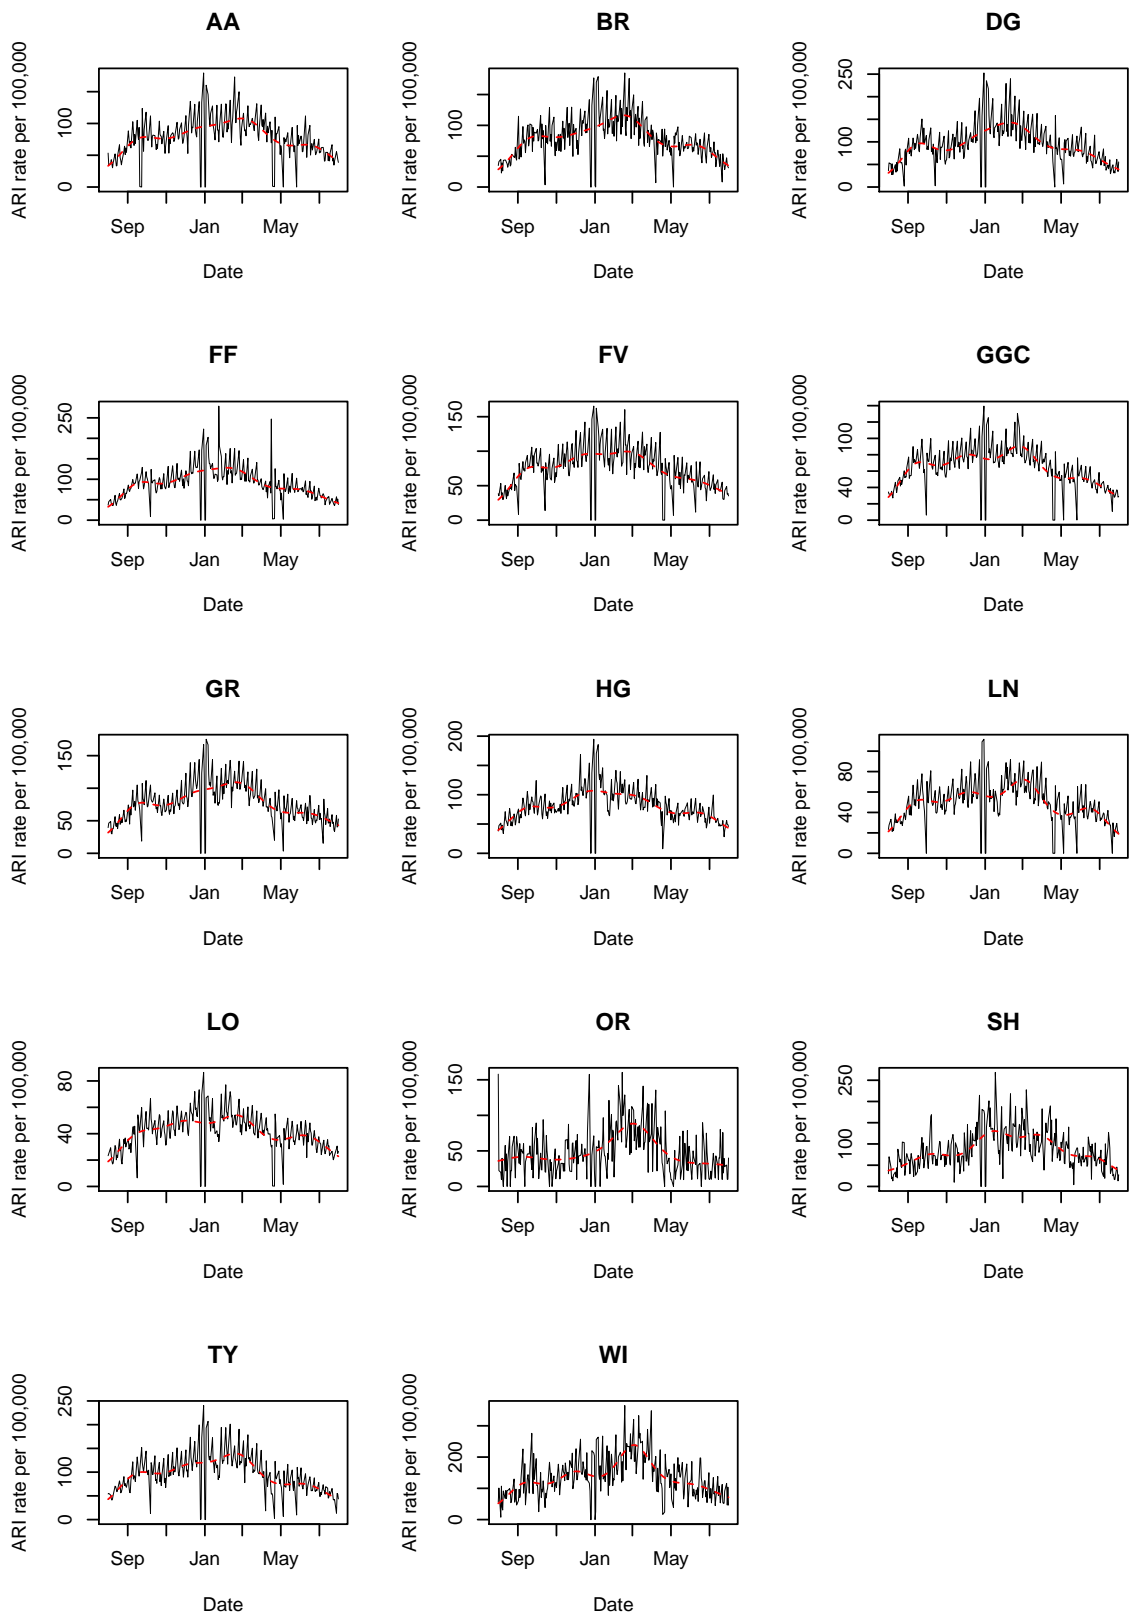 AA BR DG
ARI rate per 100,000 ARI rate per 100,000 ARI rate per 100,000
0 100 0 100 0 100 250
Sep Jan May Sep Jan May Sep Jan May
Date Date Date
FF FV GGC
ARI rate per 100,000 ARI rate per 100,000 ARI rate per 100,000
0 100 250 0 50 150 0 40 100
Sep Jan May Sep Jan May Sep Jan May
Date Date Date
GR HG LN
ARI rate per 100,000 ARI rate per 100,000 ARI rate per 100,000
0 50 150 0 100 200 0 40 80
Sep Jan May Sep Jan May Sep Jan May
Date Date Date
LO OR SH
ARI rate per 100,000 ARI rate per 100,000 ARI rate per 100,000
0 40 80 0 50 150 0 100 250
Sep Jan May Sep Jan May Sep Jan May
Date Date Date
TY WI
ARI rate per 100,000 ARI rate per 100,000
0 100 250 0 200
Sep Jan May Sep Jan May
Date Date